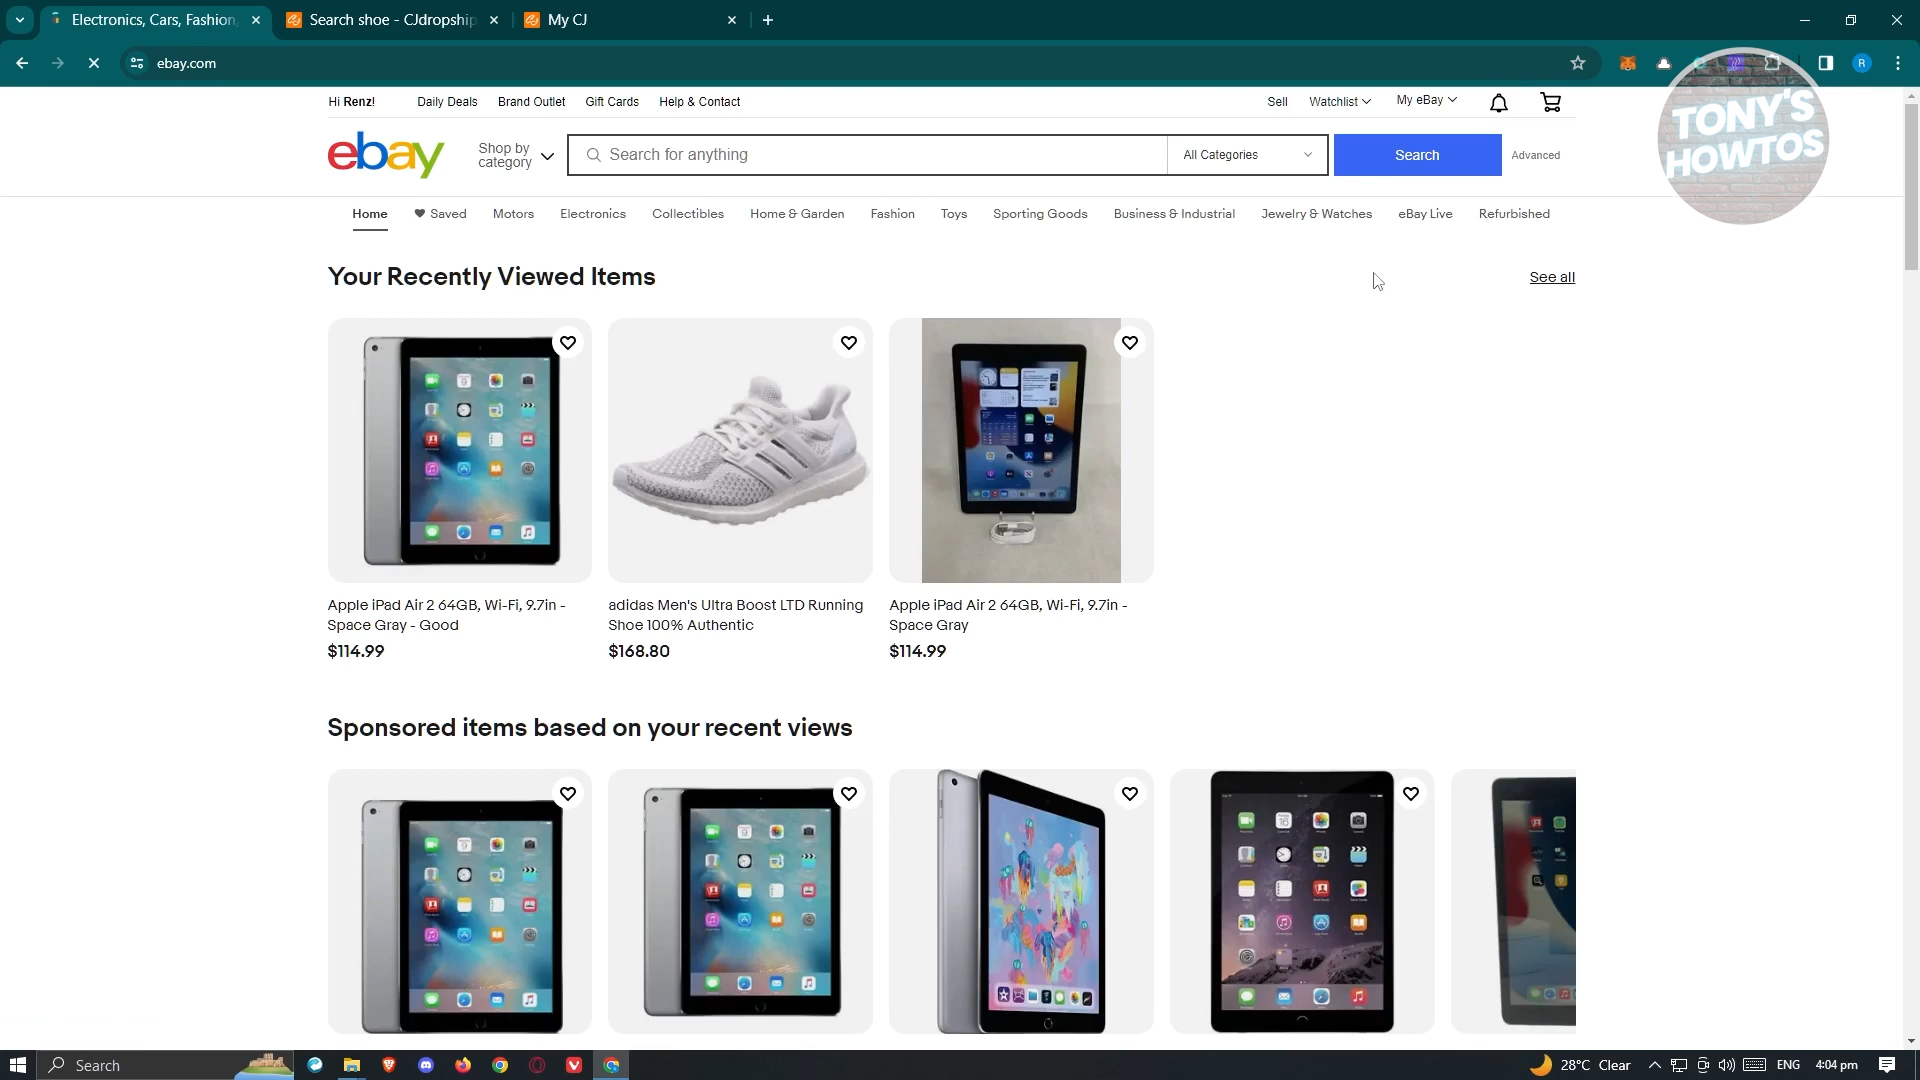 Electronics, Cars, Fashion,
Search shoe - CJdropship
My CJ
ebay.com
R
Hi Renz!
Daily Deals
Brand Outlet
Gift Cards
Help & Contact
Sell
Watchlist
My eBay
TONY'S
HOWTOS
ebay
Shop by
category
Search for anything
All Categories
Search
Advanced
Home
Saved
Motors
Electronics
Collectibles
Home & Garden
Fashion
Toys
Sporting Goods
Business & Industrial
Jewelry & Watches
eBay Live
Refurbished
Your Recently Viewed Items
See all
Apple iPad Air 2 64GB, Wi-Fi, 9.7in -
Space Gray - Good
$114.99
adidas Men's Ultra Boost LTD Running
Shoe 100% Authentic
$168.80
Apple iPad Air 2 64GB, Wi-Fi, 9.7in -
Space Gray
$114.99
Sponsored items based on your recent views
Search
28°C Clear
ENG
4:04 pm